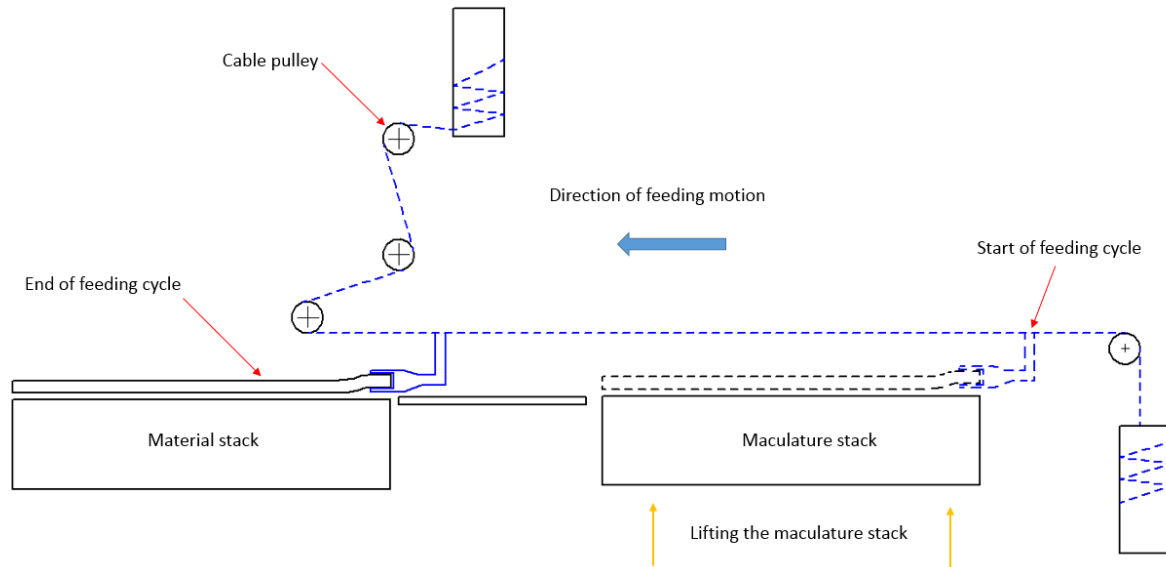 Cable pulley
Direction of feeding motion
Start of feeding cycle
End of feeding cycle
Material stack
Maculature stack
Lifting the maculature stack